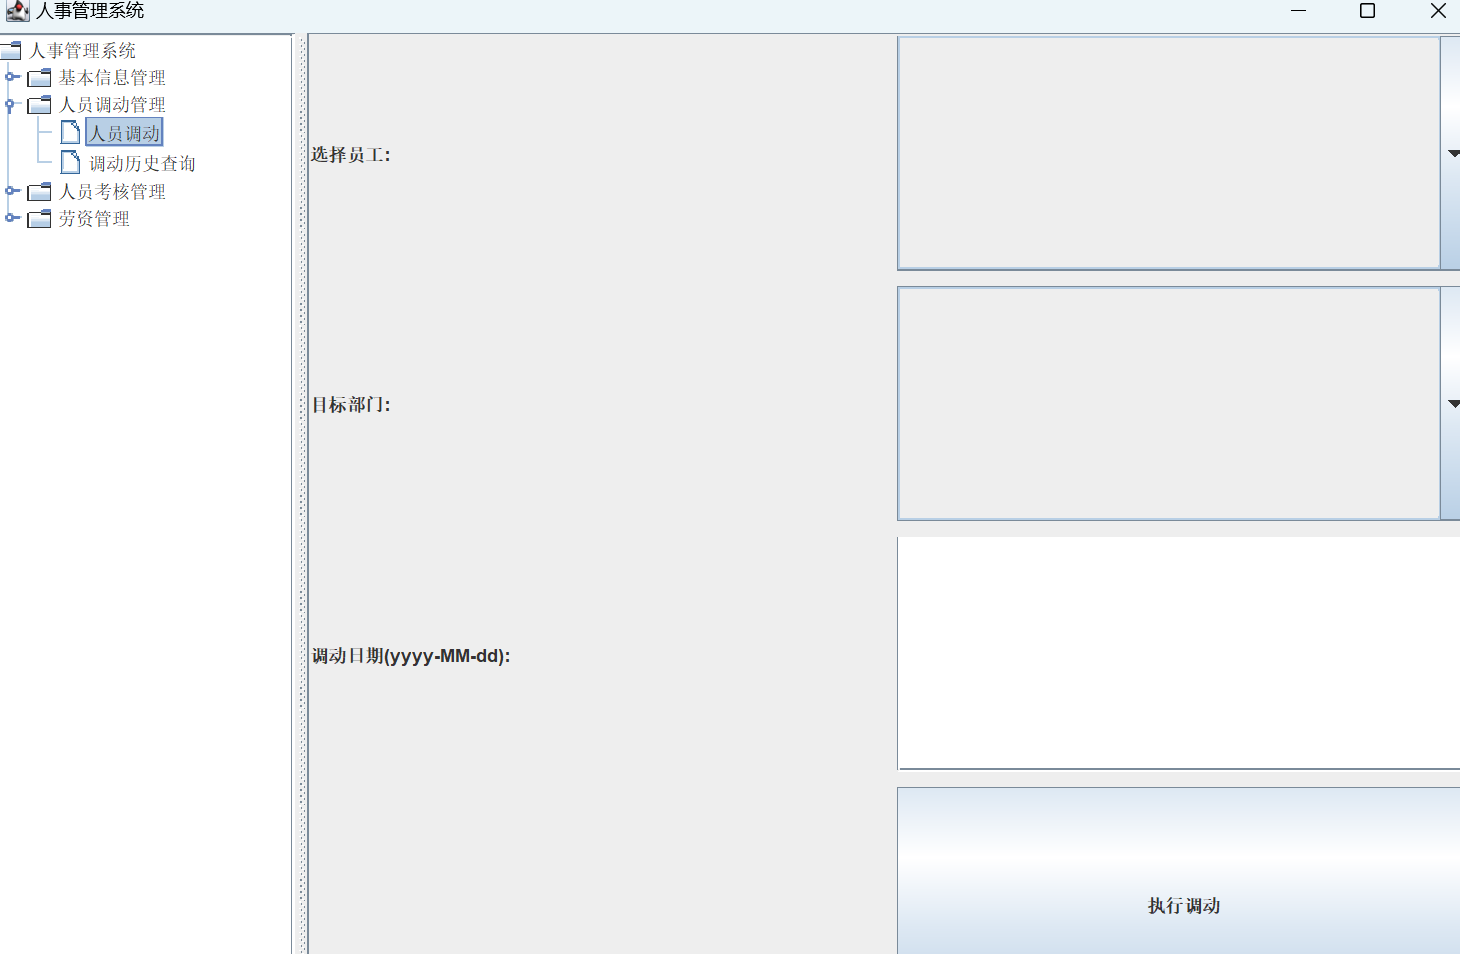 人事管理系统
人事管理系统
基本信息管理
人员调动管理
人员调动
调动历史查询
人员考核管理
劳资管理
选择员工:
目标部门:
调动日期(yyyy-MM-dd):
执行调动